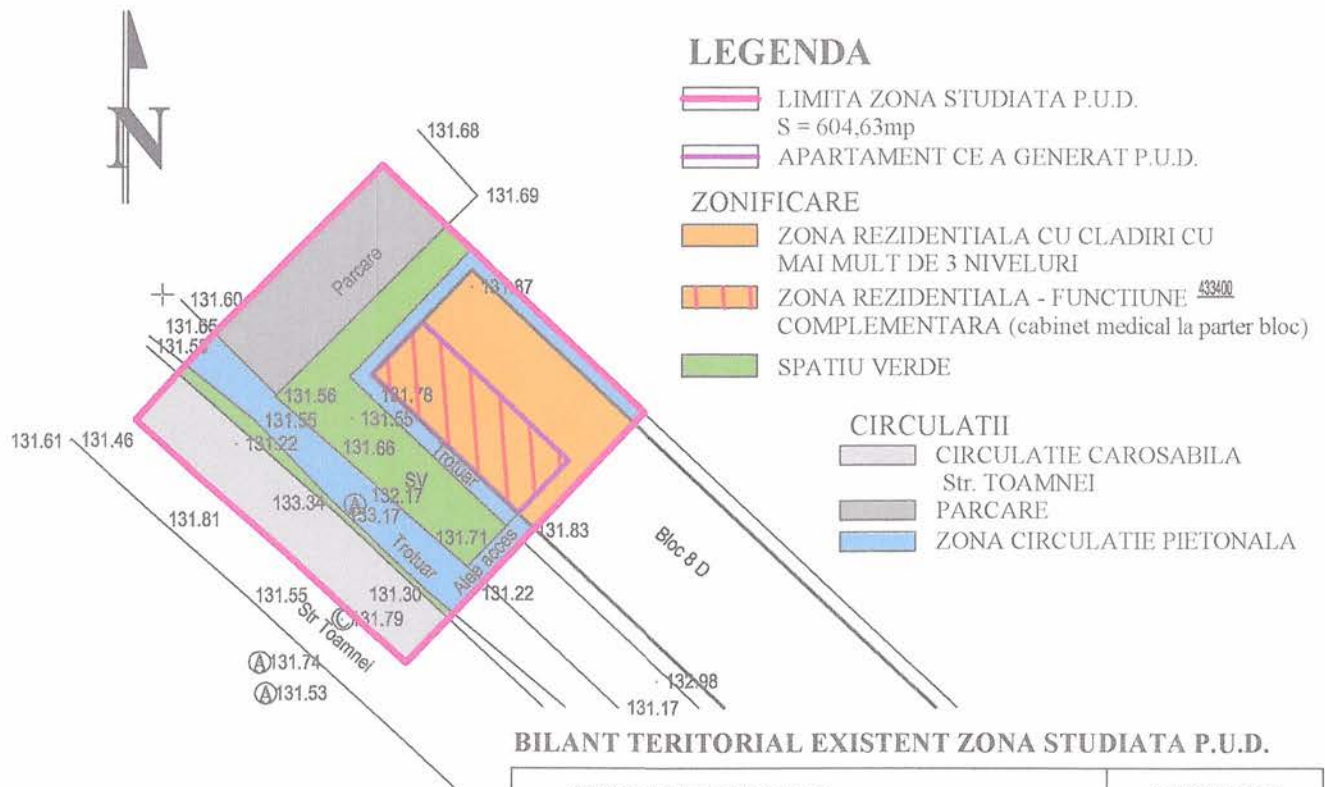 N
LEGENDA
LIMITA ZONA STUDIATA P.U.D.
S = 604,63mp
APARTAMENT CE A GENERAT P.U.D.
ZONIFICARE
ZONA REZIDENTIALA CU CLADIRI CU
MAI MULT DE 3 NIVELURI
ZONA REZIDENTIALA - FUNCTIUNE 433400
COMPLEMENTARA (cabinet medical la parter bloc)
SPATIU VERDE
CIRCULATII
CIRCULATIE CAROSABILA
Str. TOAMNEI
PARCARE
ZONA CIRCULATIE PIETONALA
131.68
131.69
Parcare
131.87
131.60
131.65
131.56
131.78
131.55
131.55
131.22
131.66
Trotuar
131.61
131.46
SV
132.17
A
133.17
133.34
131.81
131.71
131.83
Bloc 8 D
Trotuar
Alee acces
131.30
131.22
131.55
Str Toamnei
131.79
A 131.74
A 131.53
132.98
131.17
BILANT TERITORIAL EXISTENT ZONA STUDIATA P.U.D.